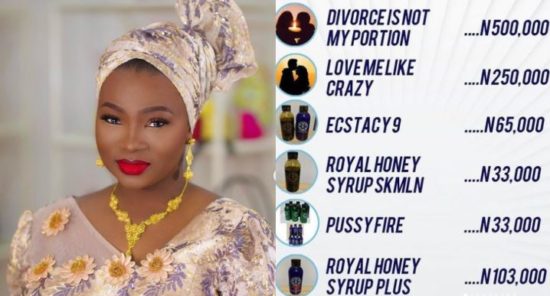 DIVORCE IS NOT
MY PORTION ....N500,000
LOVE ME LIKE
CRAZY ....N250,000
ECSTACY 9 .....N65,000
ROYAL HONEY
SYRUP SKMLN ....N33,000
PUSSY FIRE ....N33,000
ROYAL HONEY
SYRUP PLUS ....N103,000